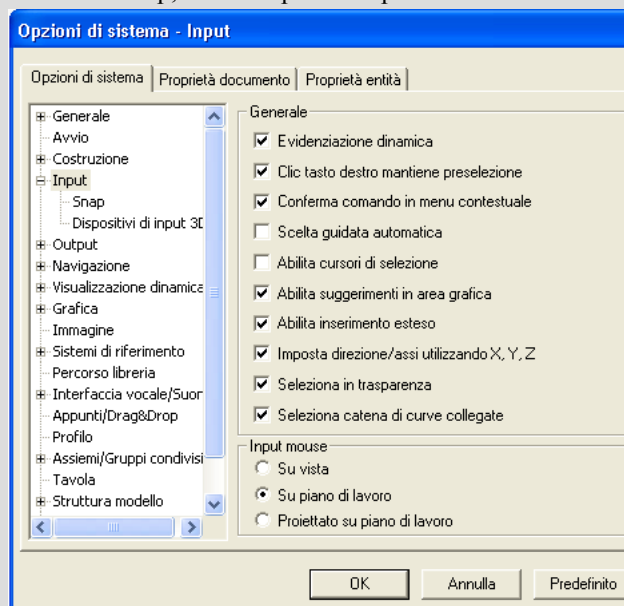 Opzioni di sistema - Input
Opzioni di sistema
Proprietà documento
Proprietà entità
Generale
Avvio
Costruzione
Input
Snap
Dispositivi di input 3D
Output
Navigazione
Visualizzazione dinamica
Grafica
Immagine
Sistemi di riferimento
Percorso libreria
Interfaccia vocale/Suor
Appunti/Drag&Drop
Profilo
Assiemi/Gruppi condivisi
Tavola
Struttura modello
Generale
Evidenziazione dinamica
Clic tasto destro mantiene preselezione
Conferma comando in menu contestuale
Scelta guidata automatica
Abilita cursori di selezione
Abilita suggerimenti in area grafica
Abilita inserimento esteso
Imposta direzione/assi utilizzando X, Y, Z
Seleziona in trasparenza
Seleziona catena di curve collegate
Input mouse
Su vista
Su piano di lavoro
Proiettato su piano di lavoro
OK
Annulla
Predefinito